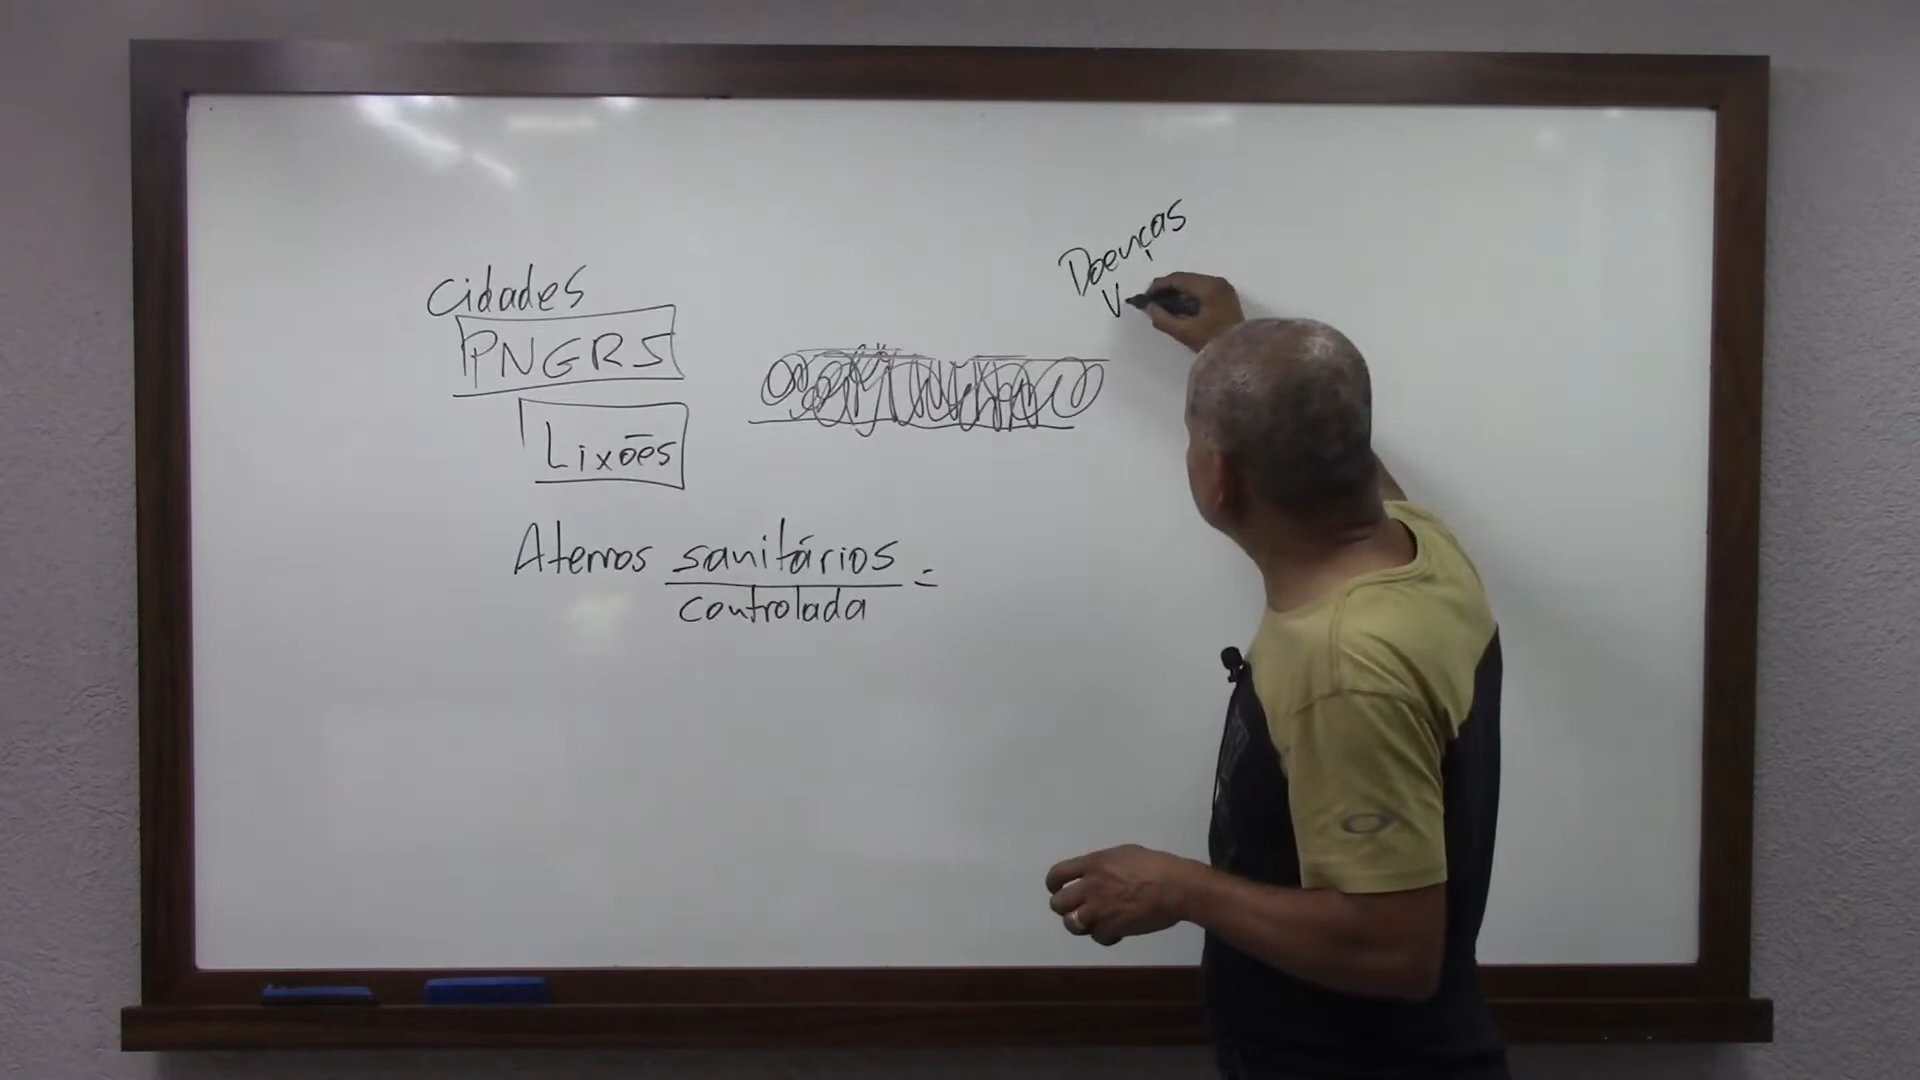 Cidades
PNGRS
Lixões
Aterros sanitários =
controlada
Doenças
V